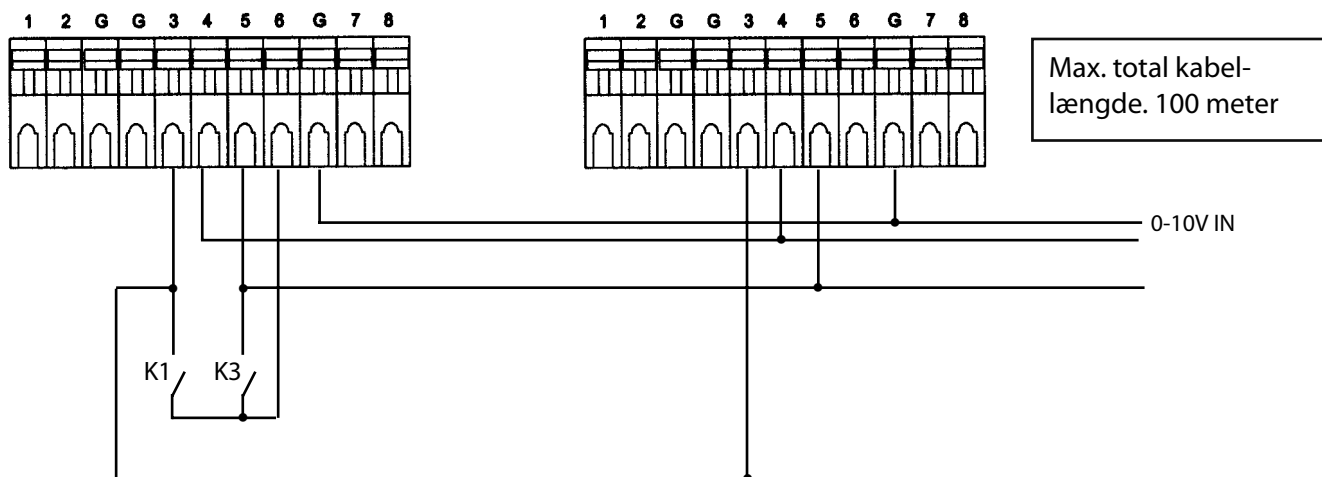 1 2 G G 3 4 5 6 G 7 8
1 2 G G 3 4 5 6 G 7 8
Max. total kabel-
længde. 100 meter
0-10V IN
K1 K3